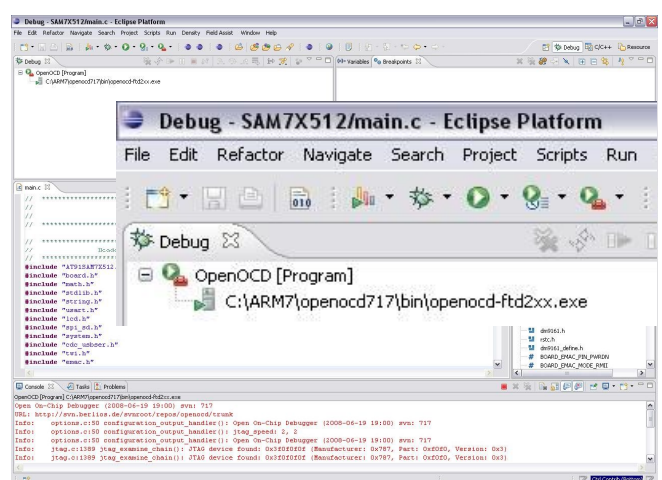 Debug - SAM7X512/main.c - Eclipse Platform
File Edit Refactor Navigate Search Project Scripts Run Density Field Assist Window Help
Debug C/C++ Resource
Debug
Variables Breakpoints
OpenOCD [Program]
C:\ARM7\openocd717\bin\openocd-ftd2xx.exe
Debug - SAM7X512/main.c - Eclipse Platform
File Edit Refactor Navigate Search Project Scripts Run
Debug
OpenOCD [Program]
C:\ARM7\openocd717\bin\openocd-ftd2xx.exe
main.c
// ************
//
//
// ************
// ************
//
// ************
#include "AT91SAM7X512.
#include "board.h"
#include "math.h"
#include "stdlib.h"
#include "string.h"
#include "usart.h"
#include "lcd.h"
#include "spi_sd.h"
#include "system.h"
#include "cdc_usbser.h"
#include "twi.h"
#include "emac.h"
dm9161.h
rstc.h
dm9161_define.h
BOARD_EMAC_PIN_PWRDN
BOARD_EMAC_MODE_RMII
Console Tasks Problems
OpenOCD [Program] C:\ARM7\openocd717\bin\openocd-ftd2xx.exe
Open On-Chip Debugger (2008-06-19 19:00) svn: 717
URL: http://svn.berlios.de/svnroot/repos/openocd/trunk
Info: options.c:50 configuration_output_handler(): Open On-Chip Debugger (2008-06-19 19:00) svn: 717
Info: options.c:50 configuration_output_handler(): jtag_speed: 2, 2
Info: options.c:50 configuration_output_handler(): Open On-Chip Debugger (2008-06-19 19:00) svn: 717
Info: jtag.c:1389 jtag_examine_chain(): JTAG device found: 0x3f0f0f0f (Manufacturer: 0x787, Part: 0xf0f0, Version: 0x3)
Info: jtag.c:1389 jtag_examine_chain(): JTAG device found: 0x3f0f0f0f (Manufacturer: 0x787, Part: 0xf0f0, Version: 0x3)